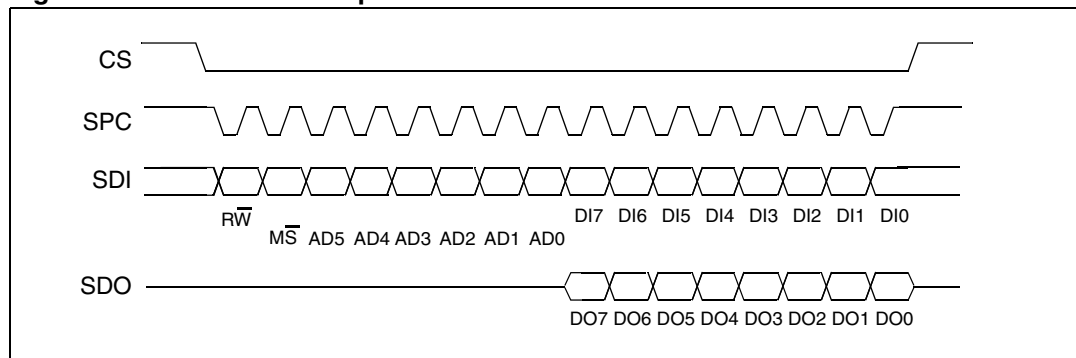 CS
SPC
SDI
RW̅
DI7 DI6 DI5 DI4 DI3 DI2 DI1 DI0
MS̅ AD5 AD4 AD3 AD2 AD1 AD0
SDO
DO7 DO6 DO5 DO4 DO3 DO2 DO1 DO0